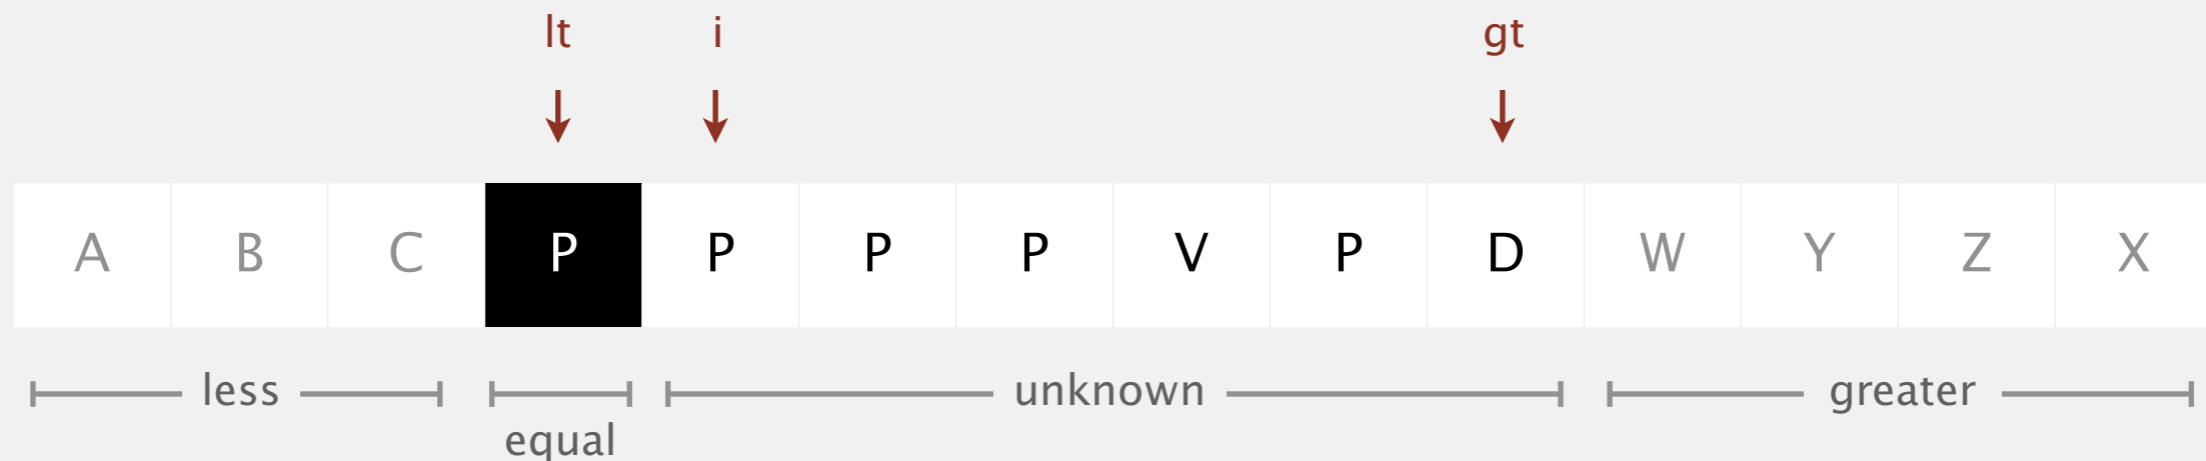 lt i gt
A B C P P P P V P D W Y Z X
less equal unknown greater